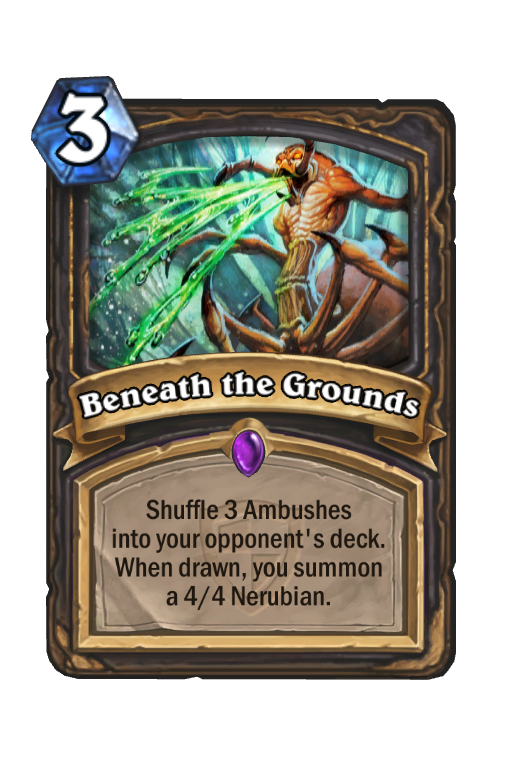 3
Beneath the Grounds
Shuffle 3 Ambushes
into your opponent's deck.
When drawn, you summon
a 4/4 Nerubian.